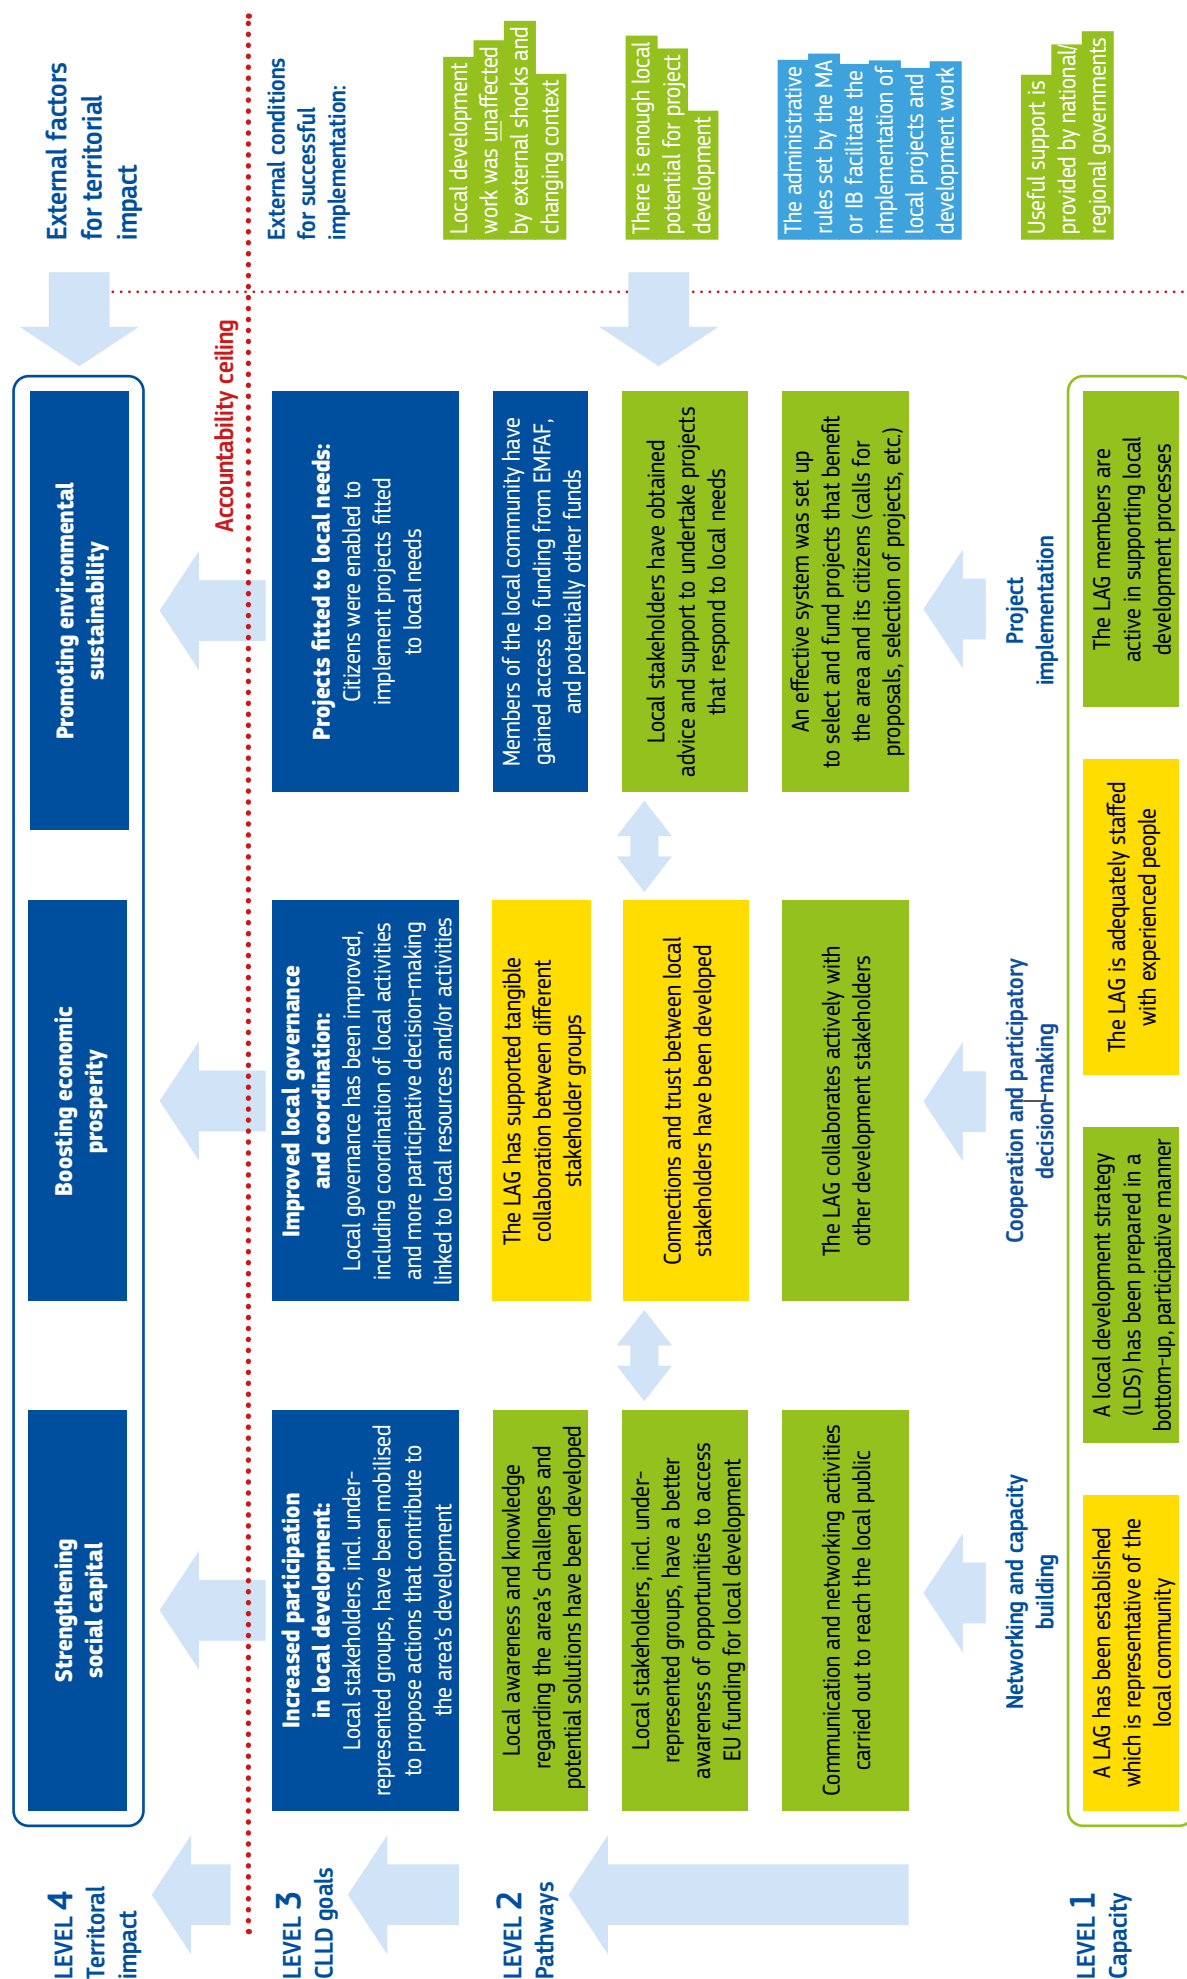 LEVEL 4
Territoral
impact
Strengthening
social capital
Boosting economic
prosperity
Promoting environmental
sustainability
External factors
for territorial
impact
Accountability ceiling
LEVEL 3
CLLD goals
Increased participation
in local development:
Local stakeholders, incl. under-
represented groups, have been mobilised
to propose actions that contribute to
the area's development
Improved local governance
and coordination:
Local governance has been improved,
including coordination of local activities
and more participative decision-making
linked to local resources and/or activities
Projects fitted to local needs:
Citizens were enabled to
implement projects fitted
to local needs
External conditions
for successful
implementation:
LEVEL 2
Pathways
Local awareness and knowledge
regarding the area's challenges and
potential solutions have been developed
The LAG has supported tangible
collaboration between different
stakeholder groups
Members of the local community have
gained access to funding from EMFAF,
and potentially other funds
Local development
work was unaffected
by external shocks and
changing context
Local stakeholders, incl. under-
represented groups, have a better
awareness of opportunities to access
EU funding for local development
Connections and trust between local
stakeholders have been developed
Local stakeholders have obtained
advice and support to undertake projects
that respond to local needs
There is enough local
potential for project
development
Communication and networking activities
carried out to reach the local public
The LAG collaborates actively with
other development stakeholders
An effective system was set up
to select and fund projects that benefit
the area and its citizens (calls for
proposals, selection of projects, etc.)
The administrative
rules set by the MA
or IB facilitate the
implementation of
local projects and
development work
Networking and capacity
building
Cooperation and participatory
decision-making
Project
implementation
Useful support is
provided by national/
regional governments
LEVEL 1
Capacity
A LAG has been established
which is representative of the
local community
A local development strategy
(LDS) has been prepared in a
bottom-up, participative manner
The LAG is adequately staffed
with experienced people
The LAG members are
active in supporting local
development processes